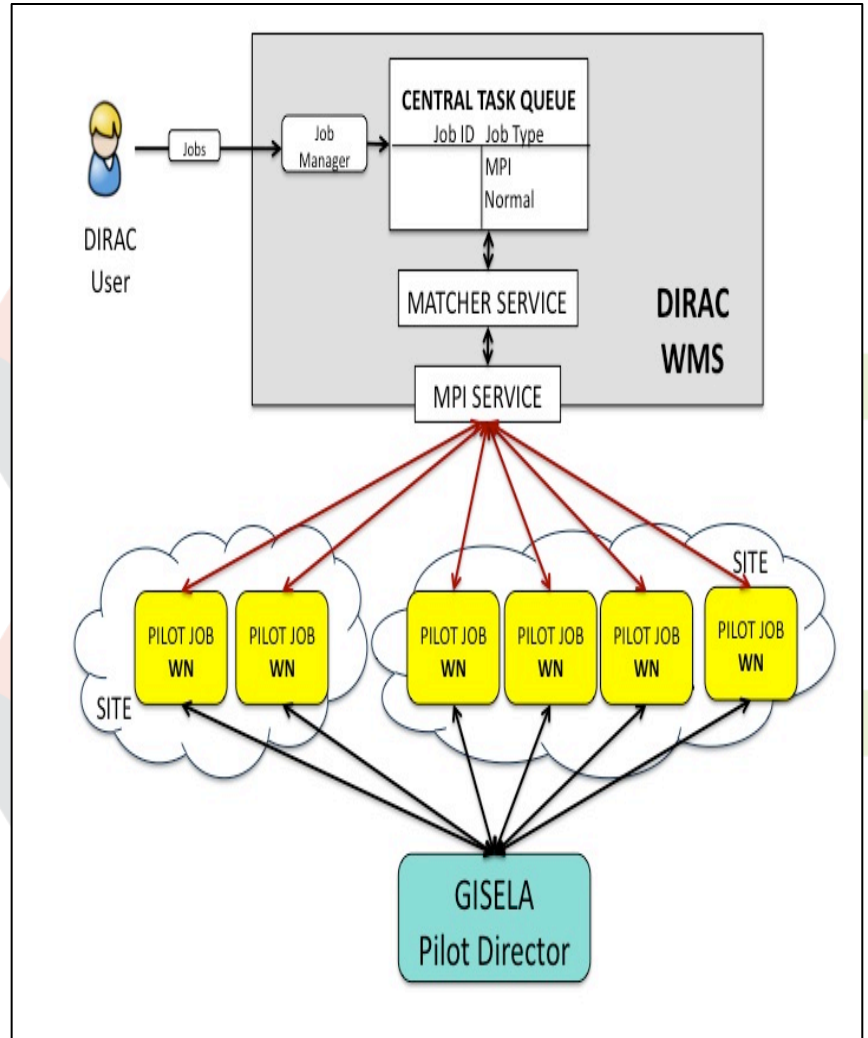 CENTRAL TASK QUEUE
Job ID Job Type
MPI
Normal
Jobs
Job
Manager
DIRAC
User
MATCHER SERVICE
DIRAC
WMS
MPI SERVICE
SITE
PILOT JOB
WN
PILOT JOB
WN
PILOT JOB
WN
PILOT JOB
WN
PILOT JOB
WN
PILOT JOB
WN
SITE
GISELA
Pilot Director